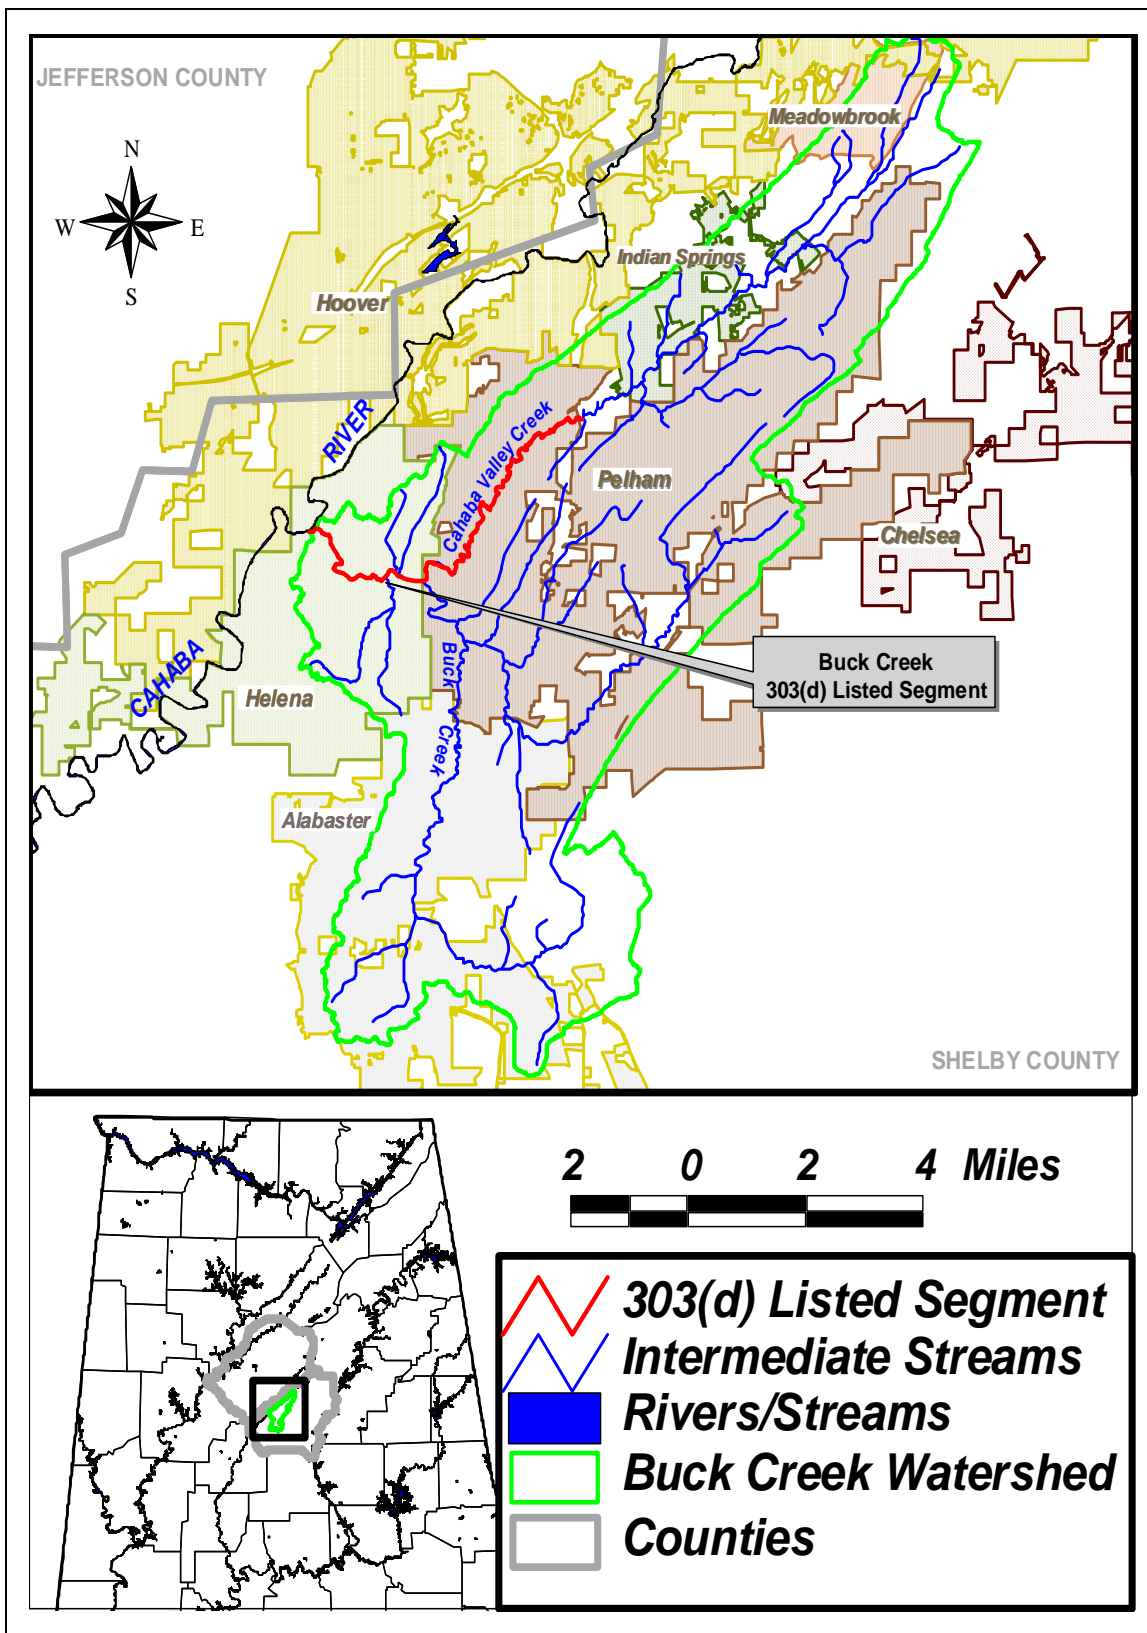 JEFFERSON COUNTY
N
W
E
S
Meadowbrook
Indian Springs
Hoover
RIVER
Cahaba Valley Creek
Pelham
Chelsea
CAHABA
Helena
Buck Creek
Buck Creek
303(d) Listed Segment
Alabaster
SHELBY COUNTY
2 0 2 4 Miles
303(d) Listed Segment
Intermediate Streams
Rivers/Streams
Buck Creek Watershed
Counties